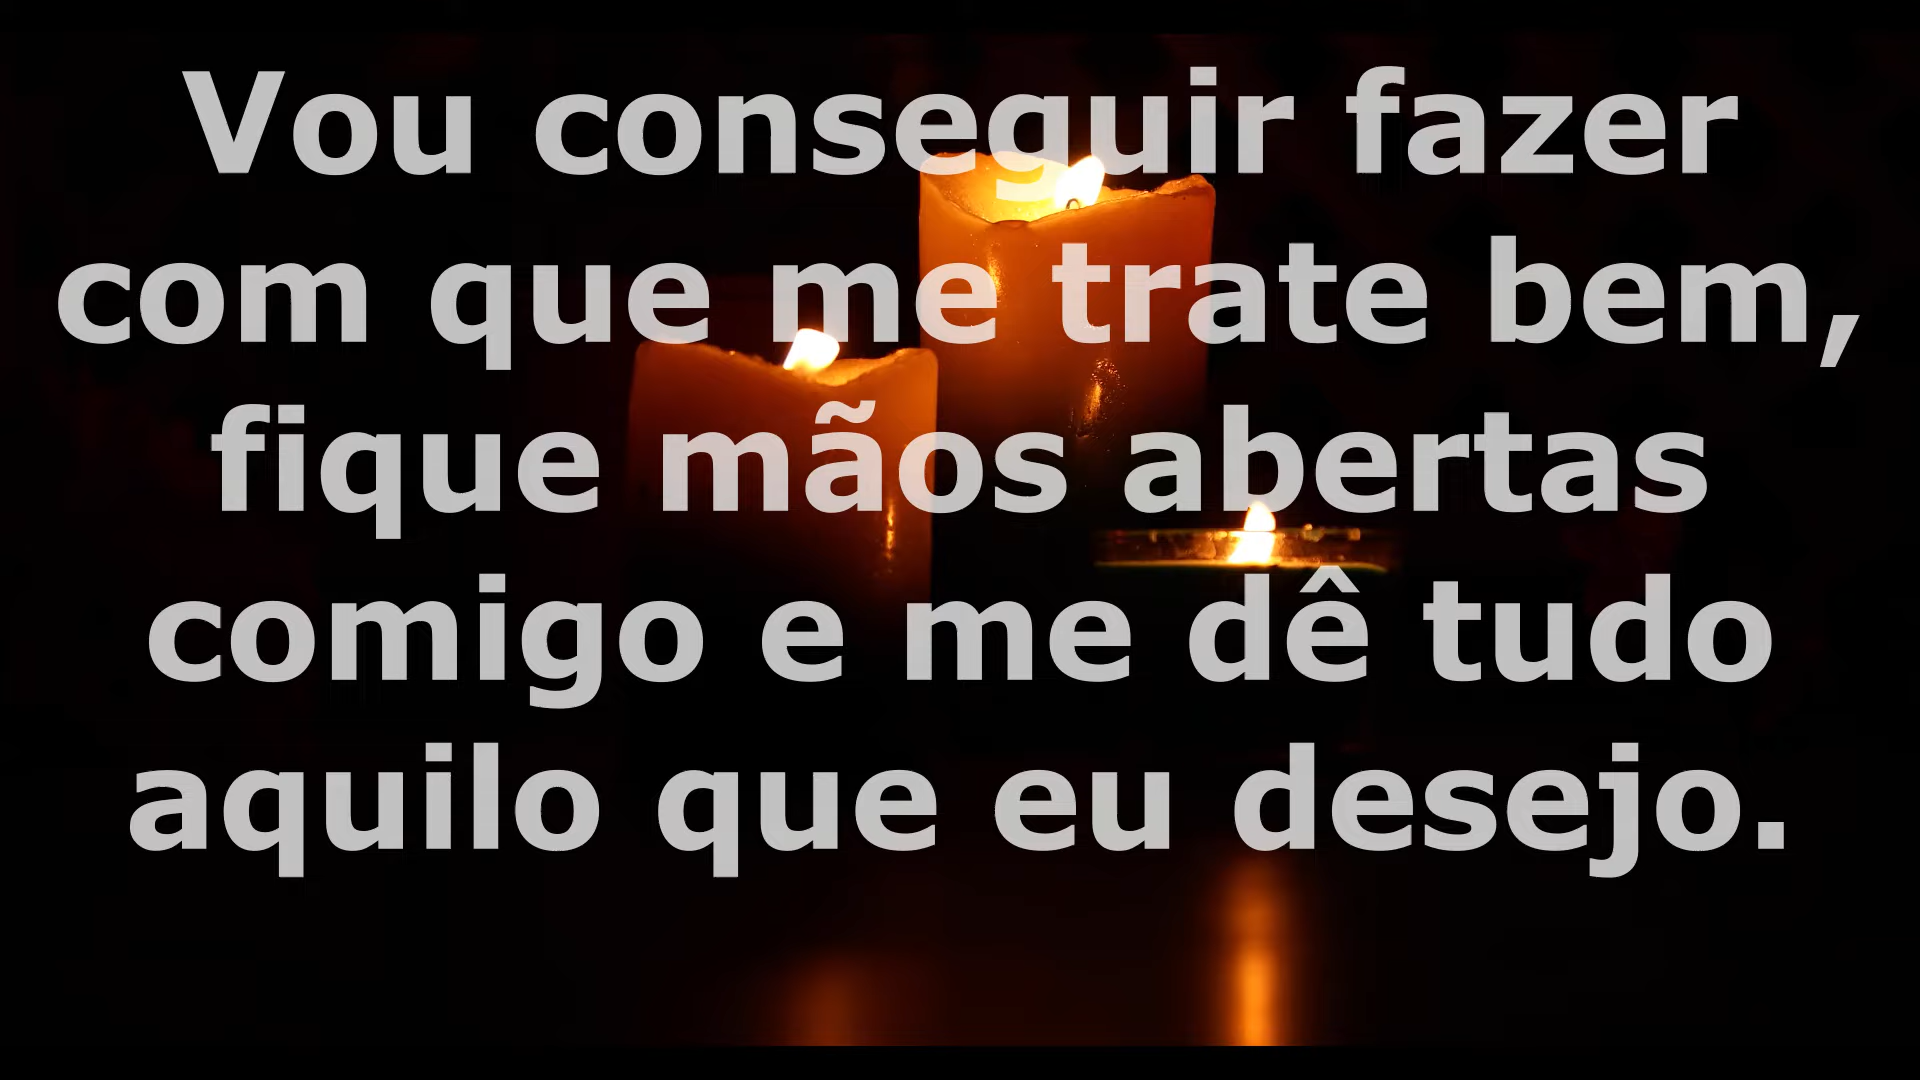 Vou conseguir fazer
com que me trate bem,
fique mãos abertas
comigo e me dê tudo
aquilo que eu desejo.